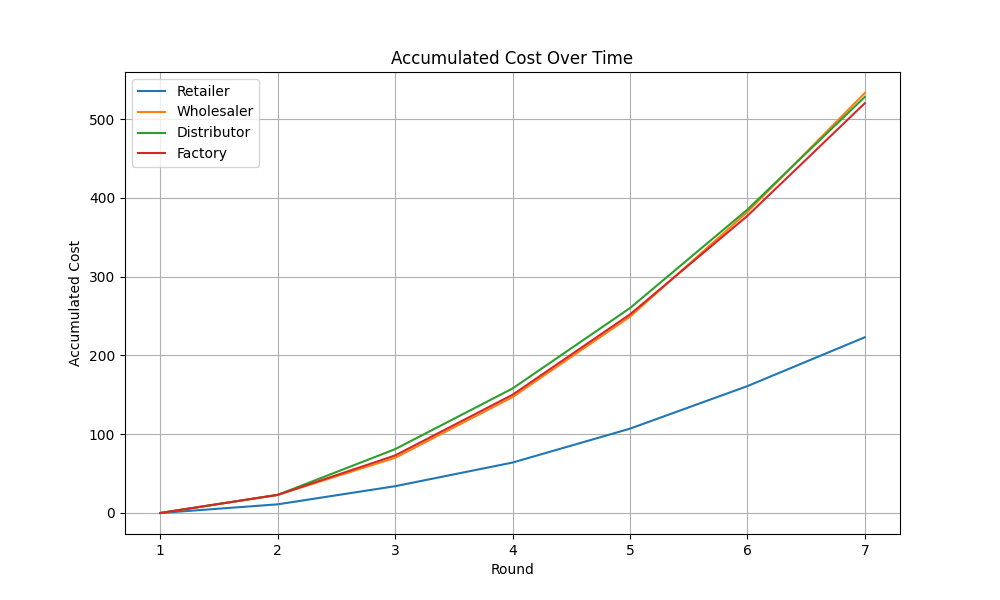 Accumulated Cost Over Time
Retailer
Wholesaler
Distributor
Factory
Accumulated Cost
500
400
300
200
100
0
1 2 3 4 5 6 7
Round